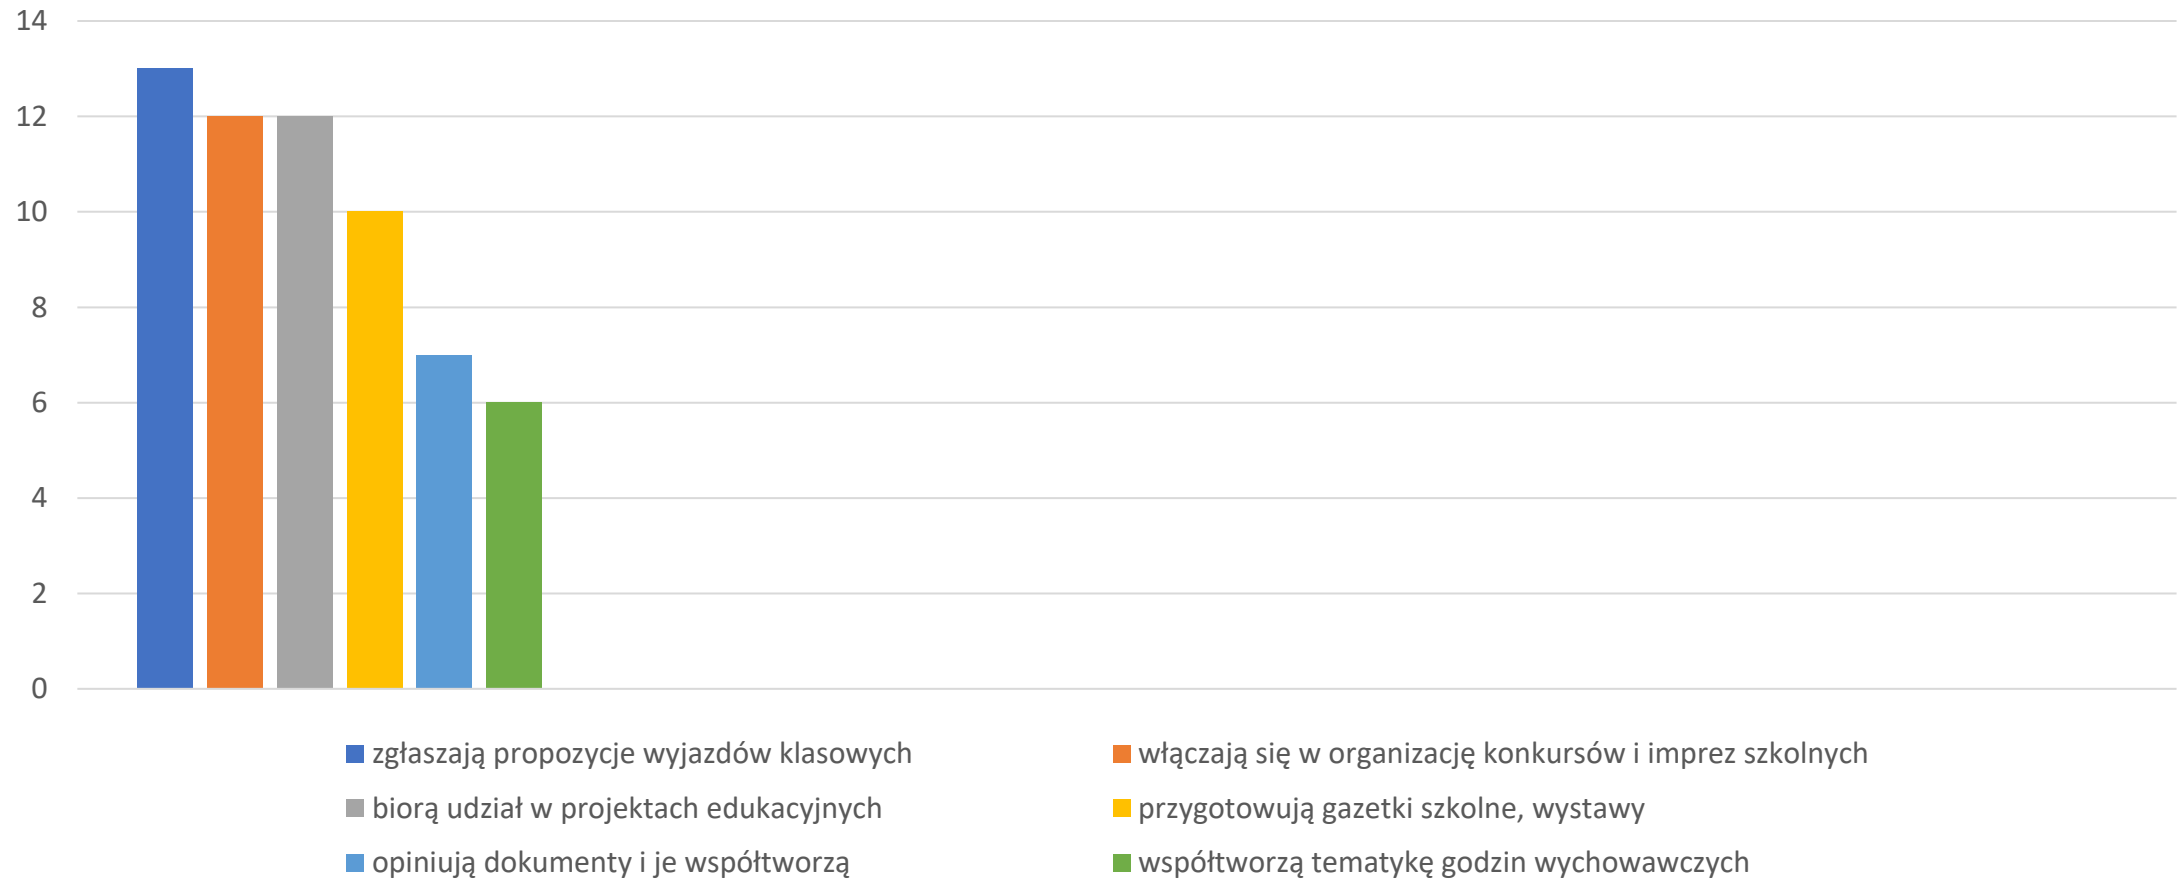 14
12
10
8
6
4
2
0
zgłaszają propozycje wyjazdów klasowych
włączają się w organizację konkursów i imprez szkolnych
biorą udział w projektach edukacyjnych
przygotowują gazetki szkolne, wystawy
opiniują dokumenty i je współtworzą
współtworzą tematykę godzin wychowawczych